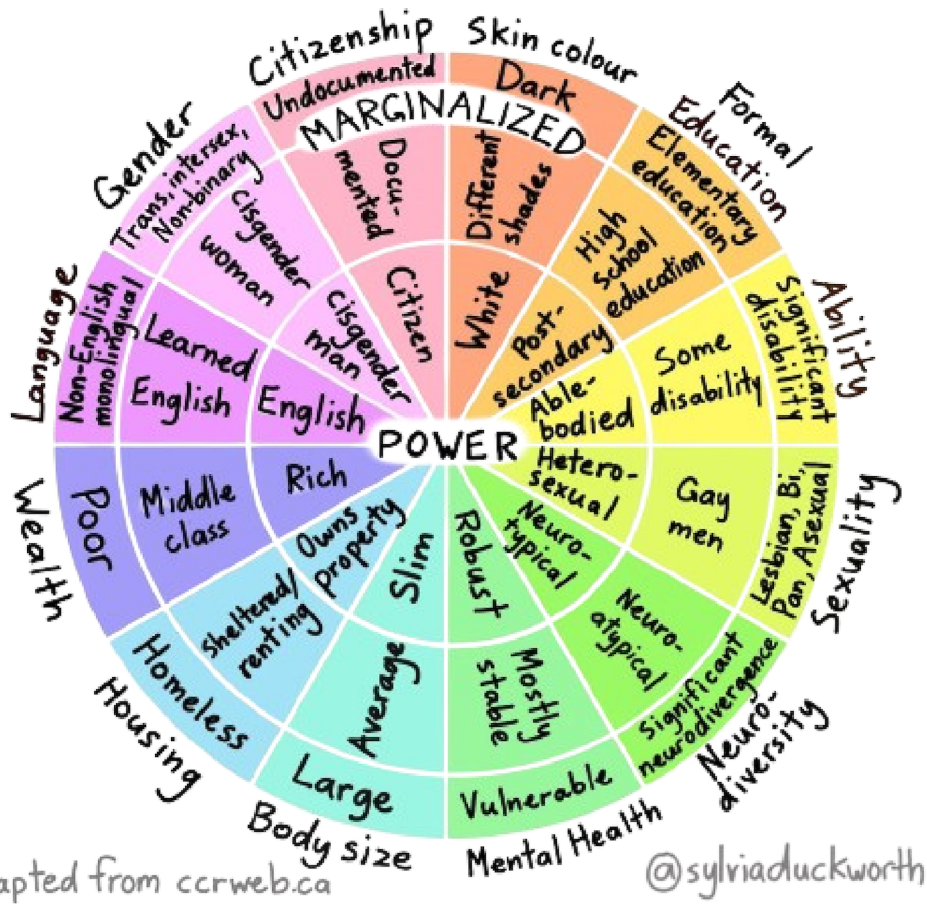 Citizenship
Undocumented
Docu-
mented
Citizen
Skin colour
Dark
Different
shades
White
Formal
Education
Elementary
education
High
school
education
Post-
secondary
Ability
Significant
disability
Some
disability
Able-
bodied
Sexuality
Lesbian, Bi,
Pan, Asexual
Gay
men
Hetero-
sexual
Neuro-
diversity
Significant
neurodivergence
Neuro-
atypical
Neuro-
typical
Mental Health
Vulnerable
Mostly
stable
Robust
Body size
Large
Average
Slim
Housing
Homeless
Sheltered/
renting
Owns
property
Wealth
Poor
Middle
class
Rich
Language
Non-English
monolingual
Learned
English
English
Gender
Trans, intersex,
Non-binary
Cisgender
woman
cisgender
man
MARGINALIZED
POWER
apted from ccrweb.ca
@sylviaduckworth